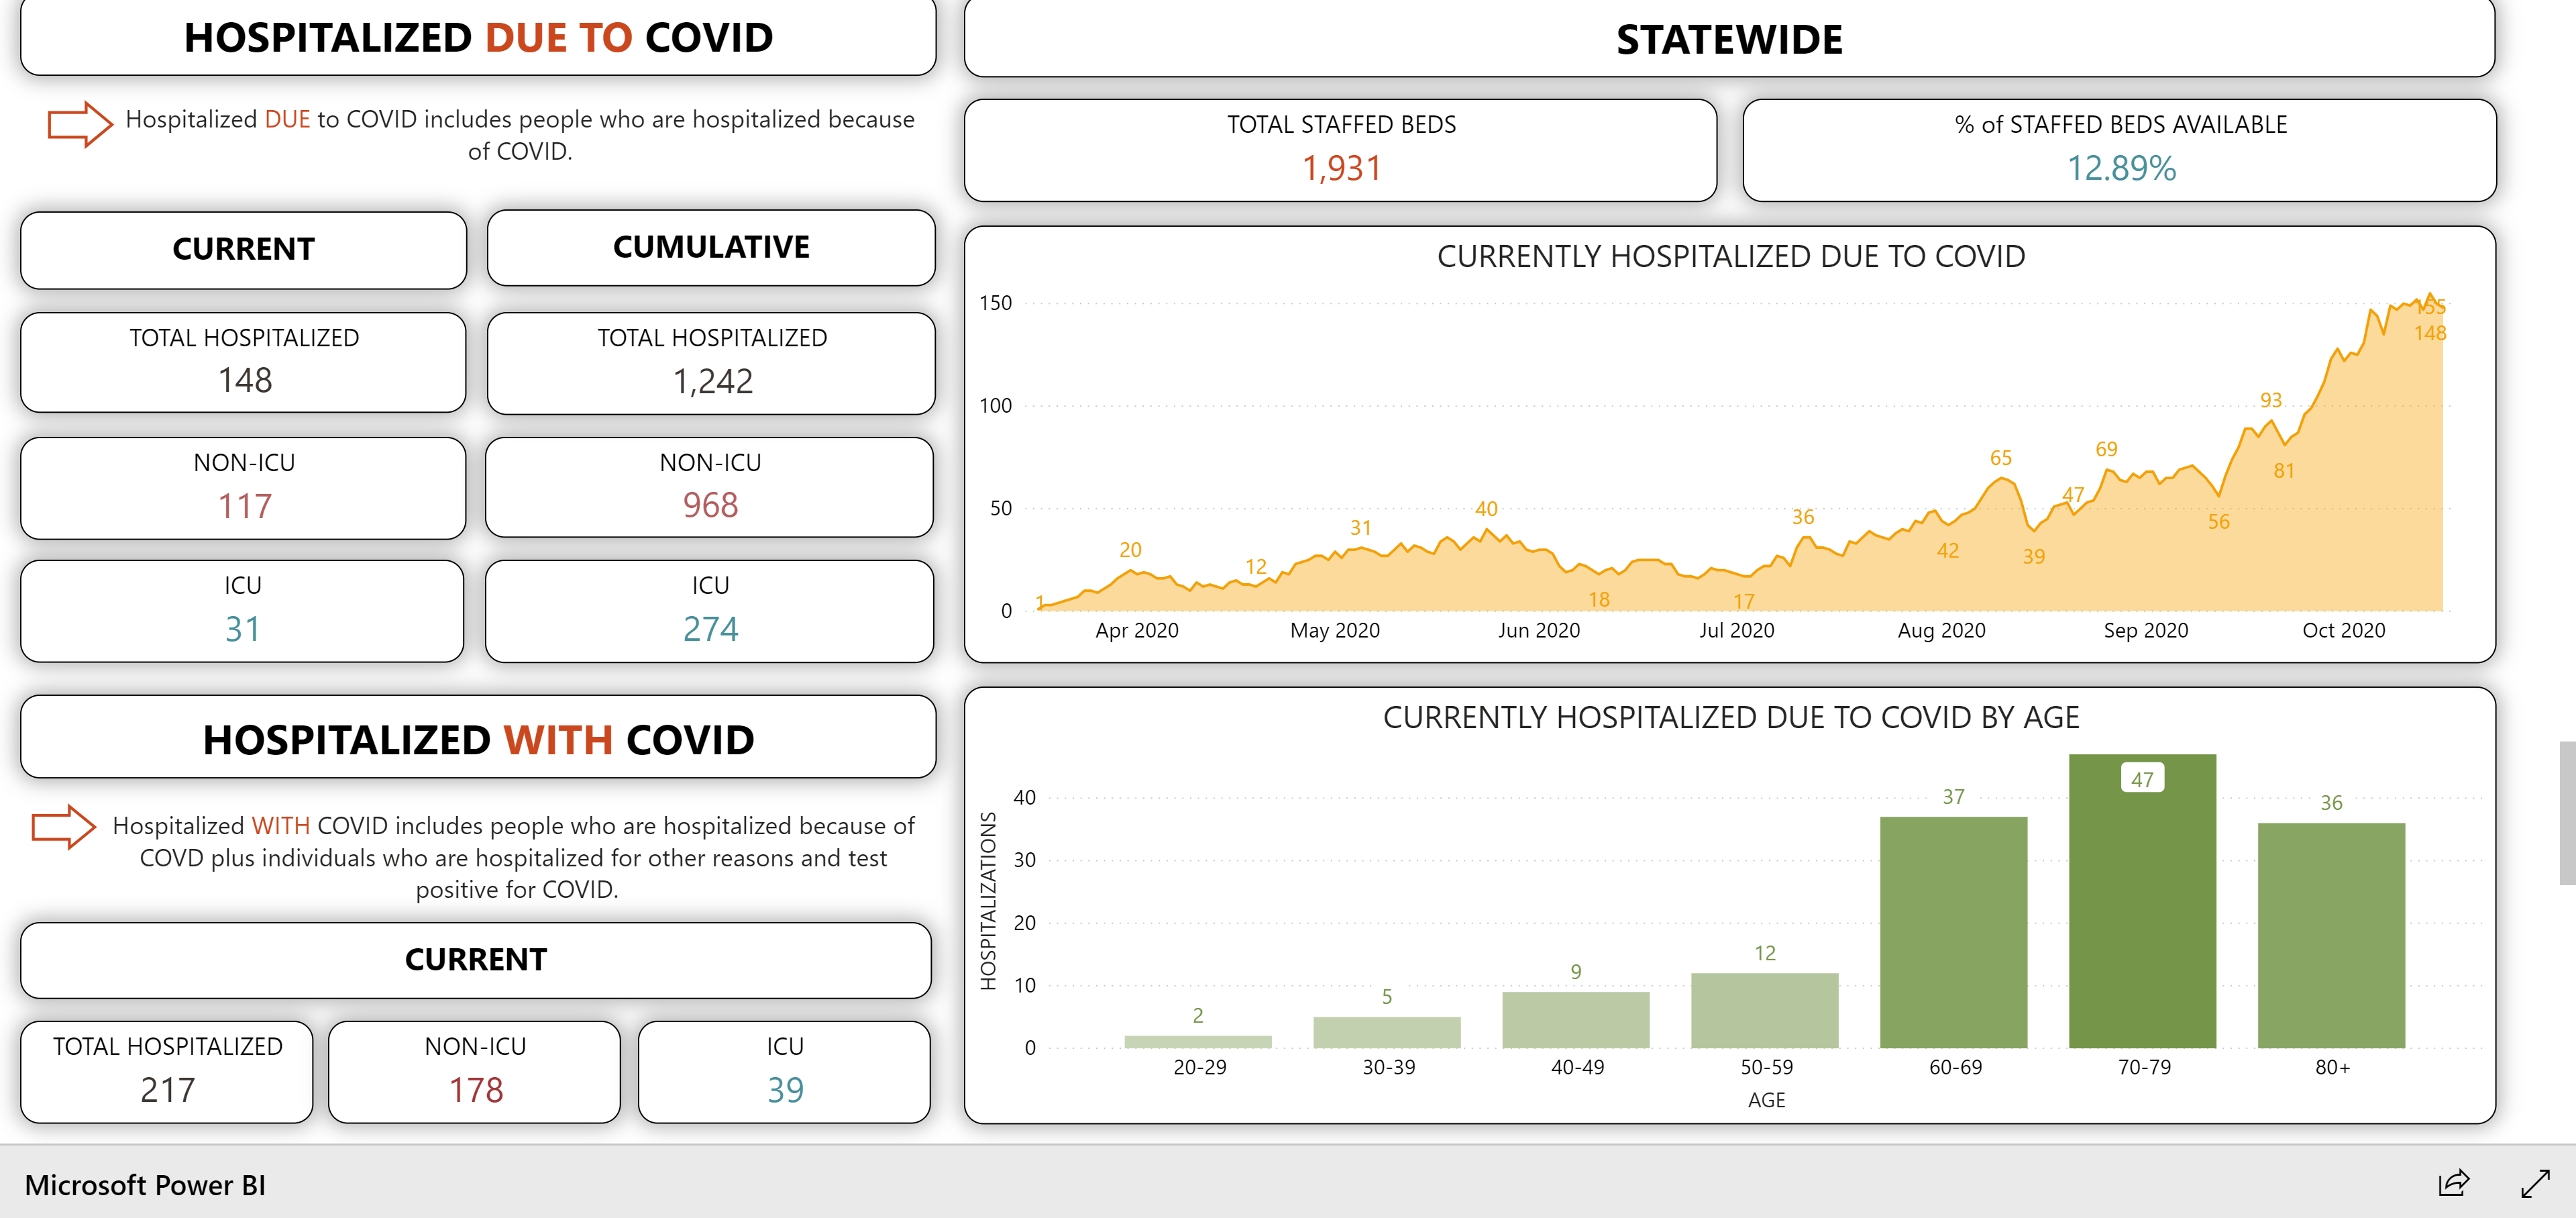 HOSPITALIZED DUE TO COVID
Hospitalized DUE to COVID includes people who are hospitalized because
of COVID.
CURRENT
CUMULATIVE
TOTAL HOSPITALIZED
148
TOTAL HOSPITALIZED
1,242
NON-ICU
117
NON-ICU
968
ICU
31
ICU
274
HOSPITALIZED WITH COVID
Hospitalized WITH COVID includes people who are hospitalized because of
COVD plus individuals who are hospitalized for other reasons and test
positive for COVID.
CURRENT
TOTAL HOSPITALIZED
217
NON-ICU
178
ICU
39
STATEWIDE
TOTAL STAFFED BEDS
1,931
% of STAFFED BEDS AVAILABLE
12.89%
CURRENTLY HOSPITALIZED DUE TO COVID
150
100
50
0
1
20
12
31
40
18
17
36
42
65
39
47
69
56
93
81
155
148
Apr 2020
May 2020
Jun 2020
Jul 2020
Aug 2020
Sep 2020
Oct 2020
CURRENTLY HOSPITALIZED DUE TO COVID BY AGE
HOSPITALIZATIONS
40
30
20
10
0
2
5
9
12
37
47
36
20-29
30-39
40-49
50-59
60-69
70-79
80+
AGE
Microsoft Power BI